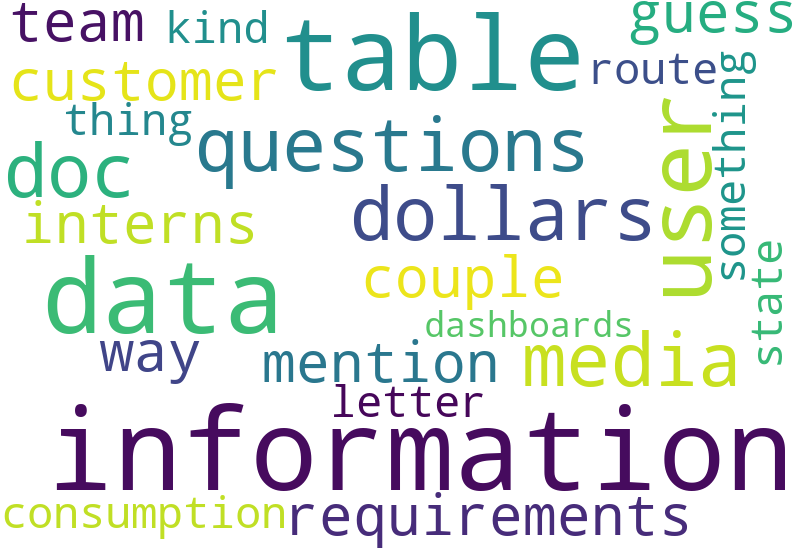 team
kind
table
guess
customer
route
thing
questions
something
doc
user
interns
dollars
data
couple
state
dashboards
way
mention
media
letter
information
consumption
requirements